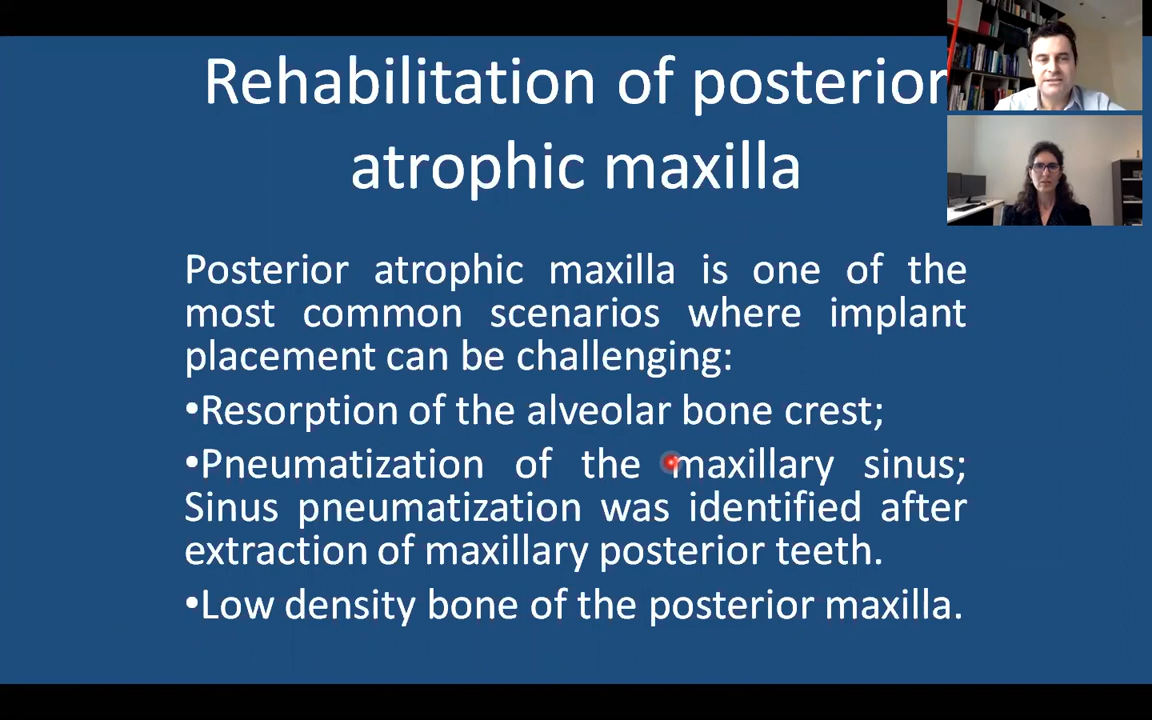 Rehabilitation of posterior
atrophic maxilla
Posterior atrophic maxilla is one of the
most common scenarios where implant
placement can be challenging:
•Resorption of the alveolar bone crest;
•Pneumatization of the maxillary sinus;
Sinus pneumatization was identified after
extraction of maxillary posterior teeth.
•Low density bone of the posterior maxilla.